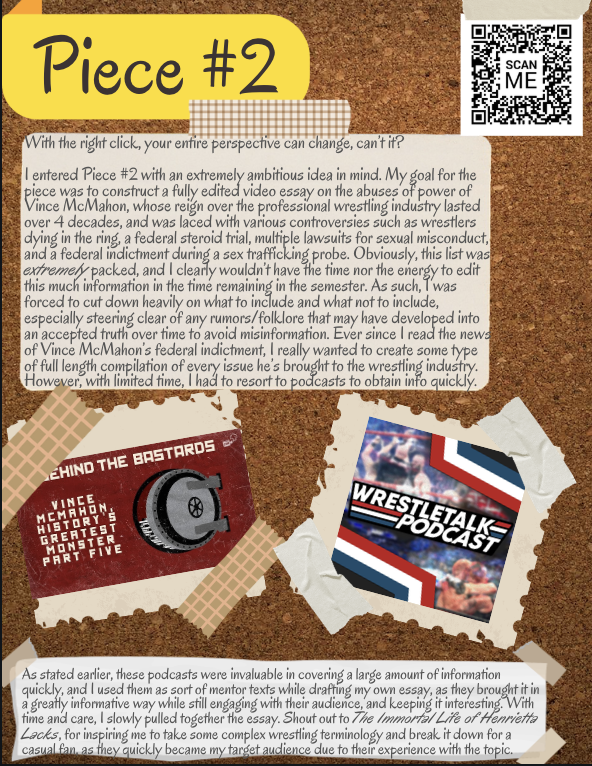 Piece #2
SCAN
ME
With the right click, your entire perspective can change, can't it?
I entered Piece #2 with an extremely ambitious idea in mind. My goal for the
piece was to construct a fully edited video essay on the abuses of power of
Vince McMahon, whose reign over the professional wrestling industry lasted
over 4 decades, and was laced with various controversies such as wrestlers
dying in the ring, a federal steroid trial, multiple lawsuits for sexual misconduct,
and a federal indictment during a sex trafficking probe. Obviously, this list was
extremely packed, and I clearly wouldn't have the time nor the energy to edit
this much information in the time remaining in the semester. As such, I was
forced to cut down heavily on what to include and what not to include,
especially steering clear of any rumors/folklore that may have developed into
an accepted truth over time to avoid misinformation. Ever since I read the news
of Vince McMahon's federal indictment, I really wanted to create some type
of full length compilation of every issue he's brought to the wrestling industry.
However, with limited time, I had to resort to podcasts to obtain info quickly.
EHIND THE BASTARDS
VINCE
MCMAHON,
HISTORY'S
GREATEST
MONSTER
PART FIVE
WRESTLETALK
PODCAST
As stated earlier, these podcasts were invaluable in covering a large amount of information
quickly, and I used them as sort of mentor texts while drafting my own essay, as they brought it in
a greatly informative way while still engaging with their audience, and keeping it interesting. With
time and care, I slowly pulled together the essay. Shout out to The Immortal Life of Henrietta
Lacks, for inspiring me to take some complex wrestling terminology and break it down for a
casual fan, as they quickly became my target audience due to their experience with the topic.